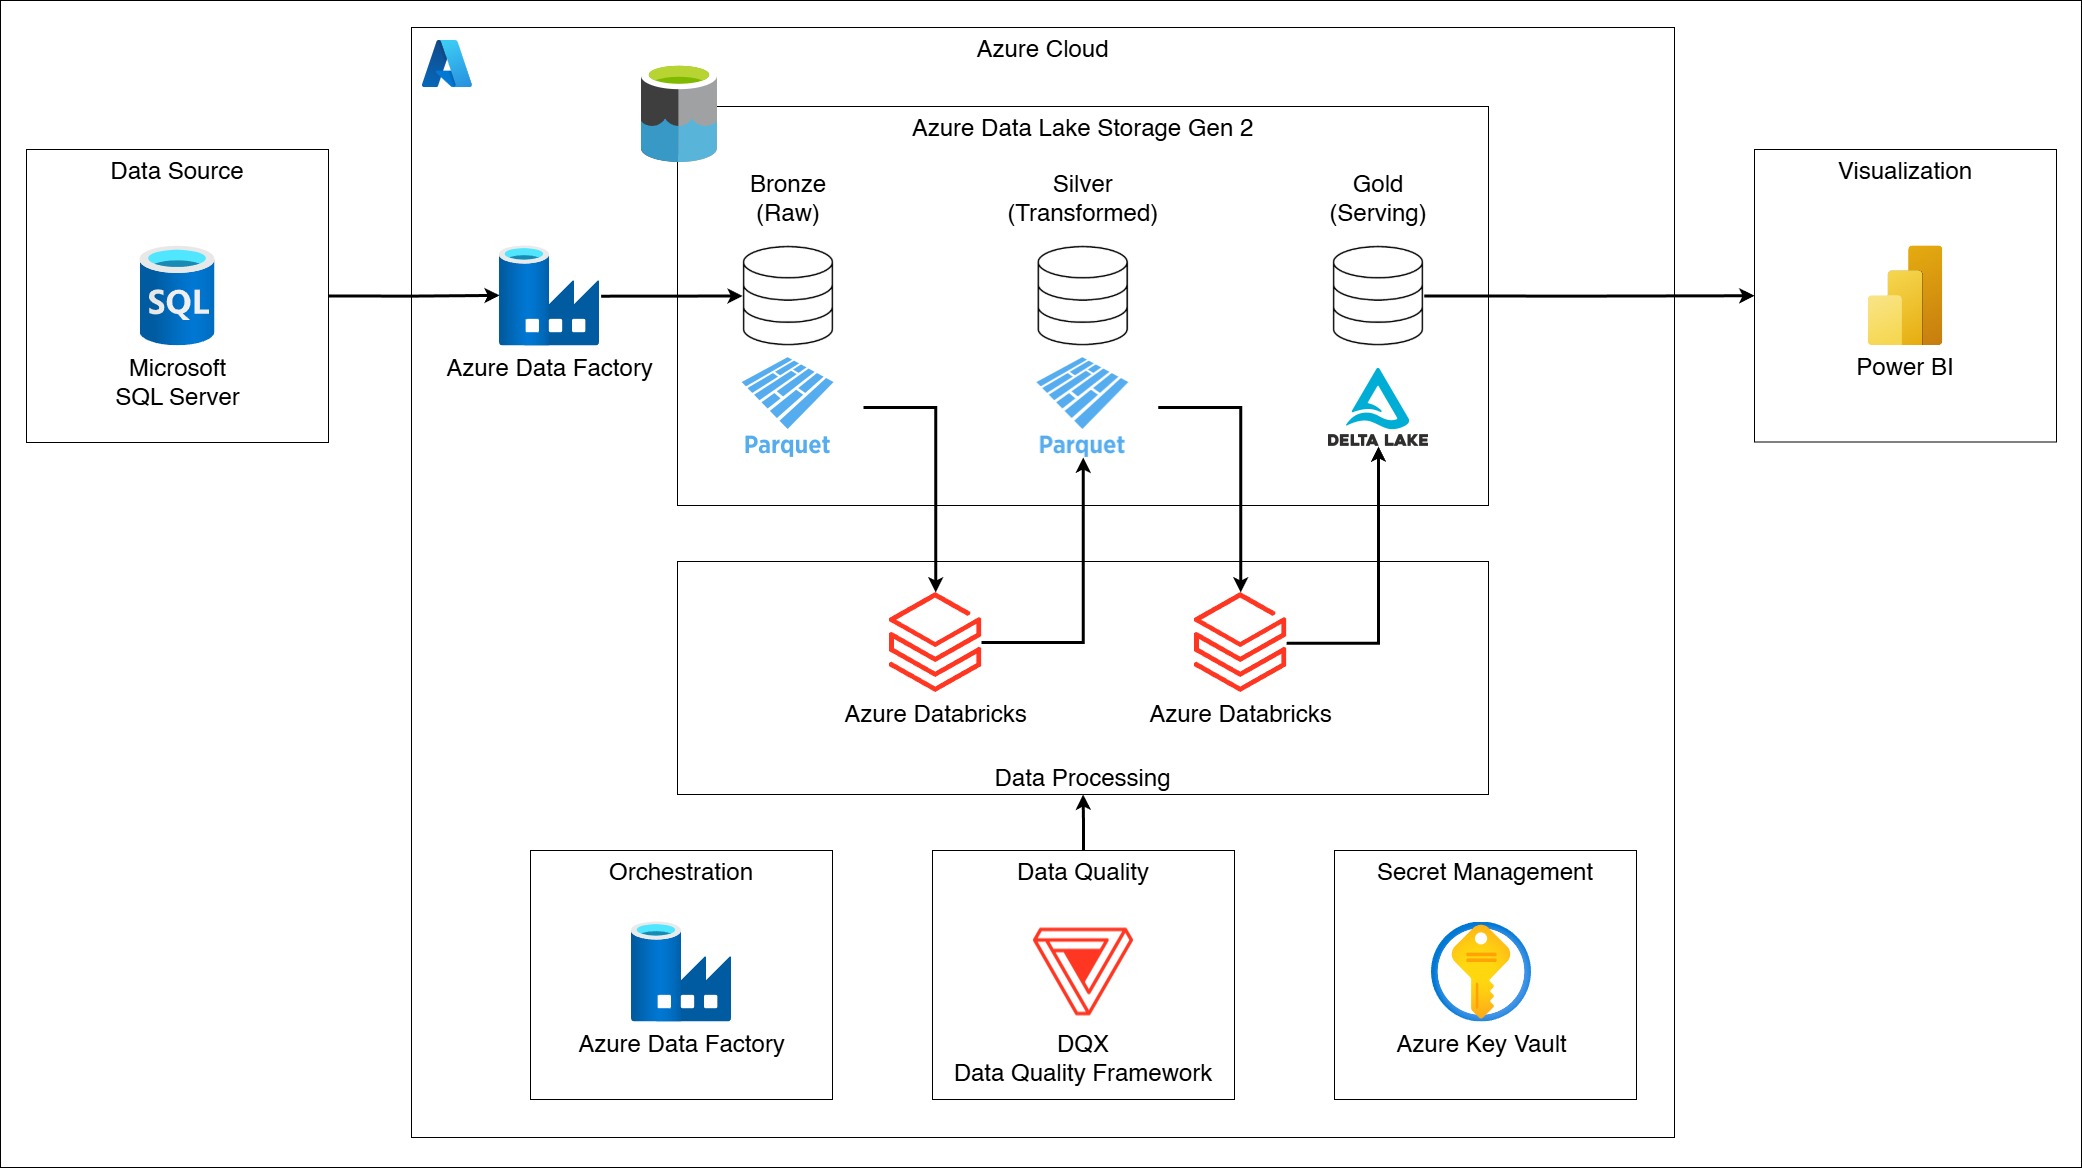 Azure Cloud
Azure Data Lake Storage Gen 2
Data Source
Visualization
Bronze
(Raw)
Silver
(Transformed)
Gold
(Serving)
SQL
Microsoft
SQL Server
Azure Data Factory
Parquet
Parquet
DELTA LAKE
Power BI
Azure Databricks
Azure Databricks
Data Processing
Orchestration
Azure Data Factory
Data Quality
DQX
Data Quality Framework
Secret Management
Azure Key Vault